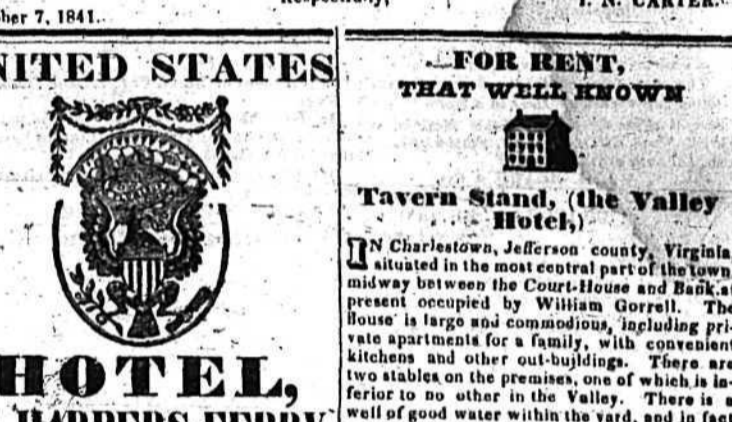 ber 7, 1841.
NITED STATES
HOTEL,
HARPERS FERRY
Respectfully,
T. N. CARTER.
FOR RENT,
THAT WELL KNOWN
Tavern Stand, (the Valley
Hotel,)
IN Charlestown, Jefferson county, Virginia
situated in the most central part of the town
midway between the Court-House and Bank at
present occupied by William Gorrell. The
House is large and commodious, including pri-
vate apartments for a family, with convenient
kitchens and other out-buildings. There are
two stables on the premises, one of which is in-
ferior to no other in the Valley. There is a
well of good water within the yard, and in fact